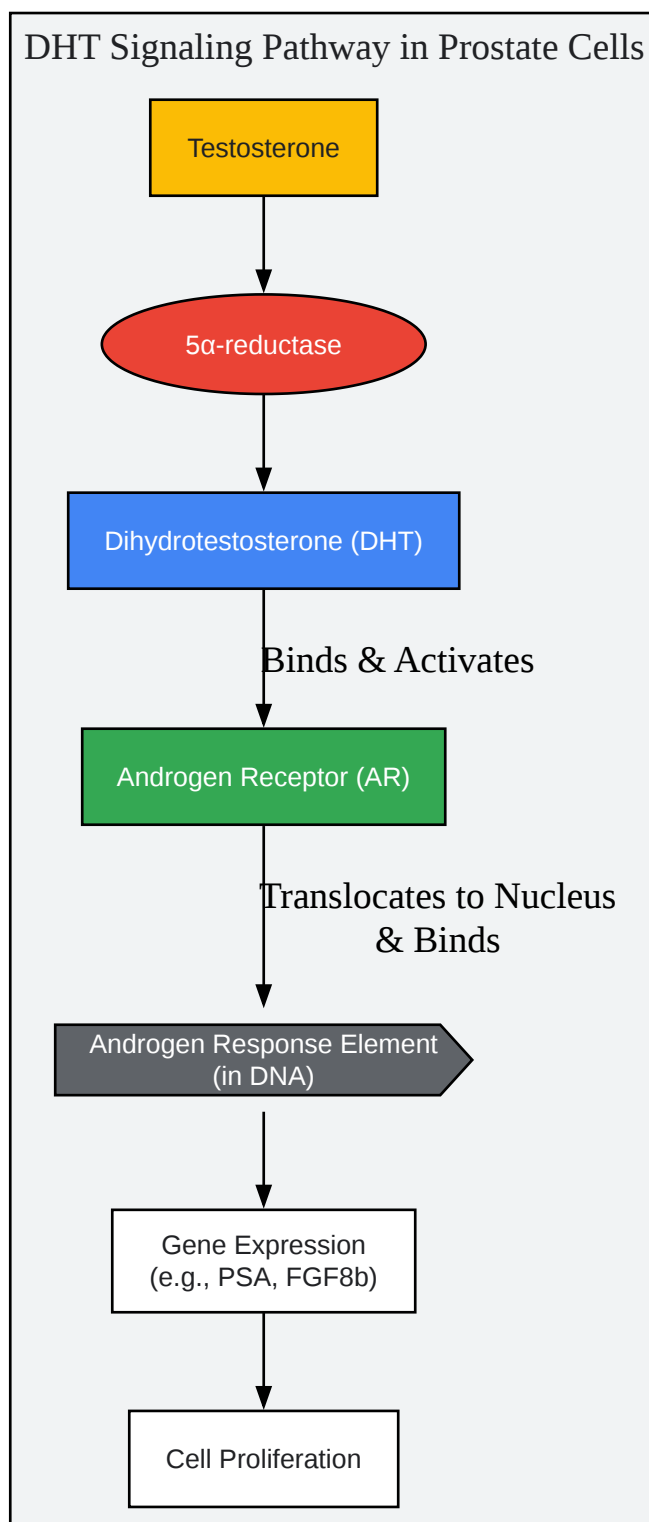 DHT Signaling Pathway in Prostate Cells
Testosterone
5α-reductase
Dihydrotestosterone (DHT)
Binds & Activates
Androgen Receptor (AR)
Translocates to Nucleus
& Binds
Androgen Response Element
(in DNA)
Gene Expression
(e.g., PSA, FGF8b)
Cell Proliferation